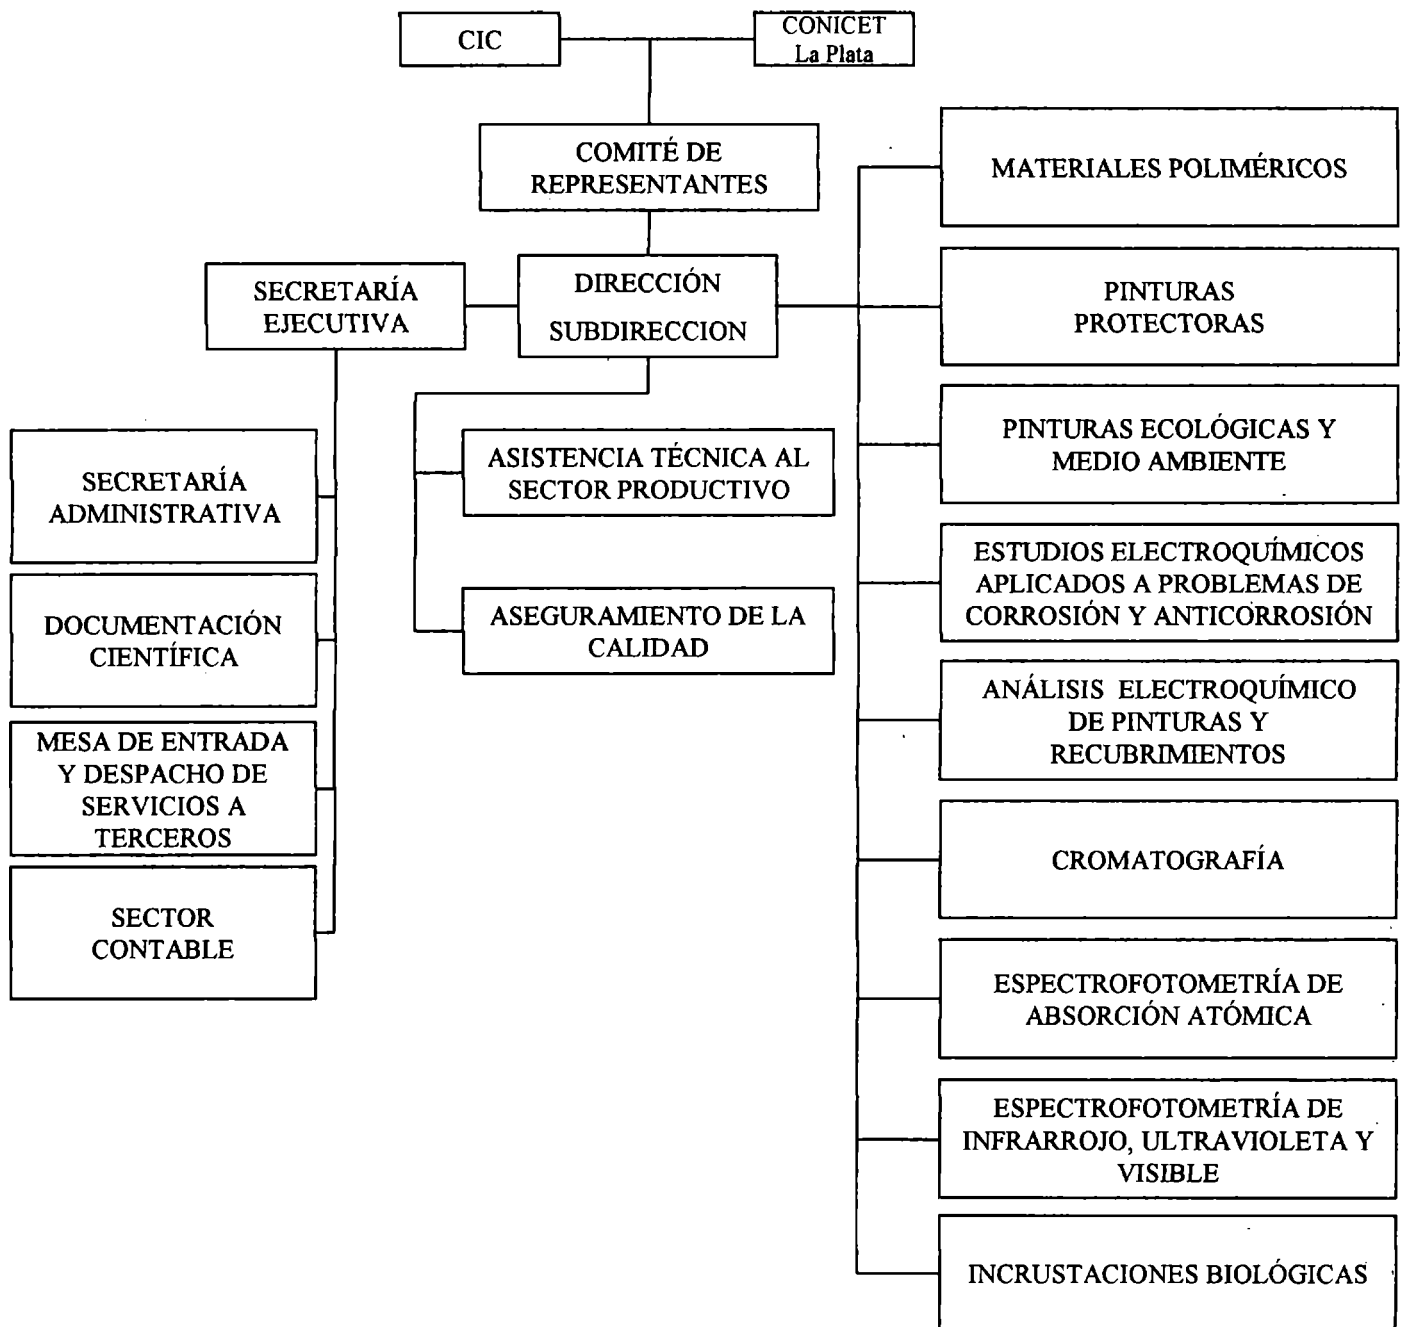 CIC
CONICET
La Plata
COMITÉ DE
REPRESENTANTES
DIRECCIÓN
SUBDIRECCION
SECRETARÍA
EJECUTIVA
SECRETARÍA
ADMINISTRATIVA
DOCUMENTACIÓN
CIENTÍFICA
MESA DE ENTRADA
Y DESPACHO DE
SERVICIOS A
TERCEROS
SECTOR
CONTABLE
ASISTENCIA TÉCNICA AL
SECTOR PRODUCTIVO
ASEGURAMIENTO DE LA
CALIDAD
MATERIALES POLIMÉRICOS
PINTURAS
PROTECTORAS
PINTURAS ECOLÓGICAS Y
MEDIO AMBIENTE
ESTUDIOS ELECTROQUÍMICOS
APLICADOS A PROBLEMAS DE
CORROSIÓN Y ANTICORROSIÓN
ANÁLISIS ELECTROQUÍMICO
DE PINTURAS Y
RECUBRIMIENTOS
CROMATOGRAFÍA
ESPECTROFOTOMETRÍA DE
ABSORCIÓN ATÓMICA
ESPECTROFOTOMETRÍA DE
INFRARROJO, ULTRAVIOLETA Y
VISIBLE
INCRUSTACIONES BIOLÓGICAS